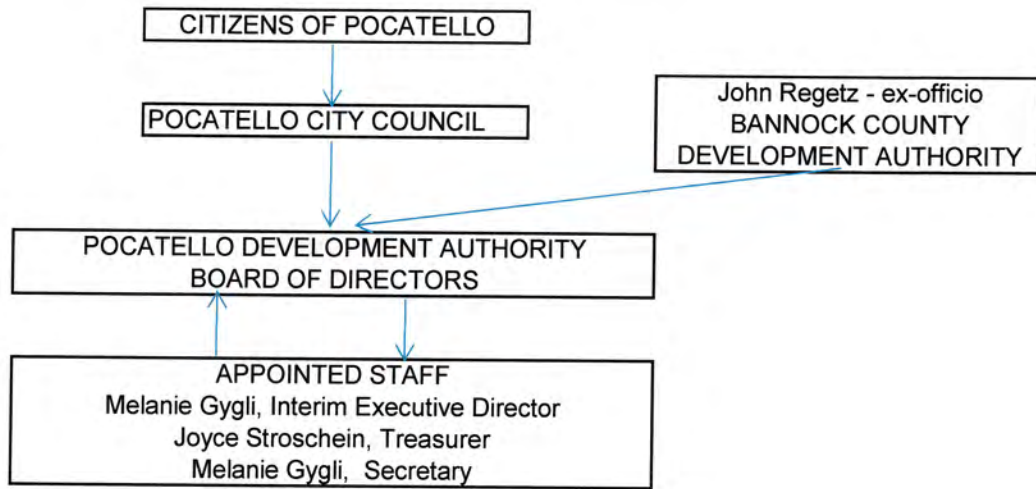 CITIZENS OF POCATELLO
POCATELLO CITY COUNCIL
John Regetz - ex-officio
BANNOCK COUNTY
DEVELOPMENT AUTHORITY
POCATELLO DEVELOPMENT AUTHORITY
BOARD OF DIRECTORS
APPOINTED STAFF
Melanie Gygli, Interim Executive Director
Joyce Stroschein, Treasurer
Melanie Gygli, Secretary